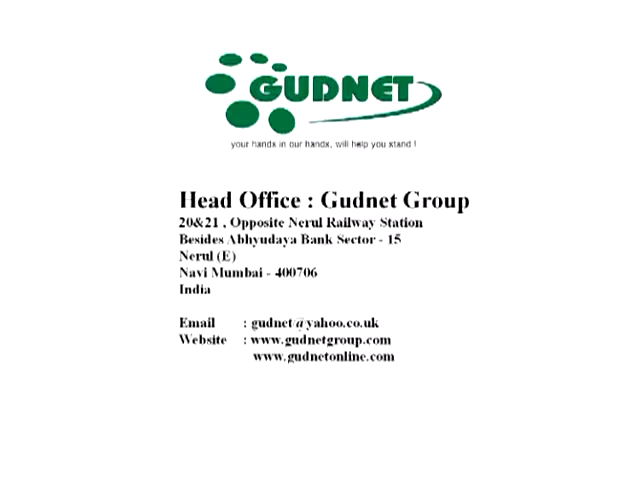 GUDNET
your hands in our hands, will help you stand !
Head Office : Gudnet Group
20&21 , Opposite Nerul Railway Station
Besides Abhyudaya Bank Sector - 15
Nerul (E)
Navi Mumbai - 400706
India
Email : gudnet@yahoo.co.uk
Website : www.gudnetgroup.com
www.gudnetonline.com